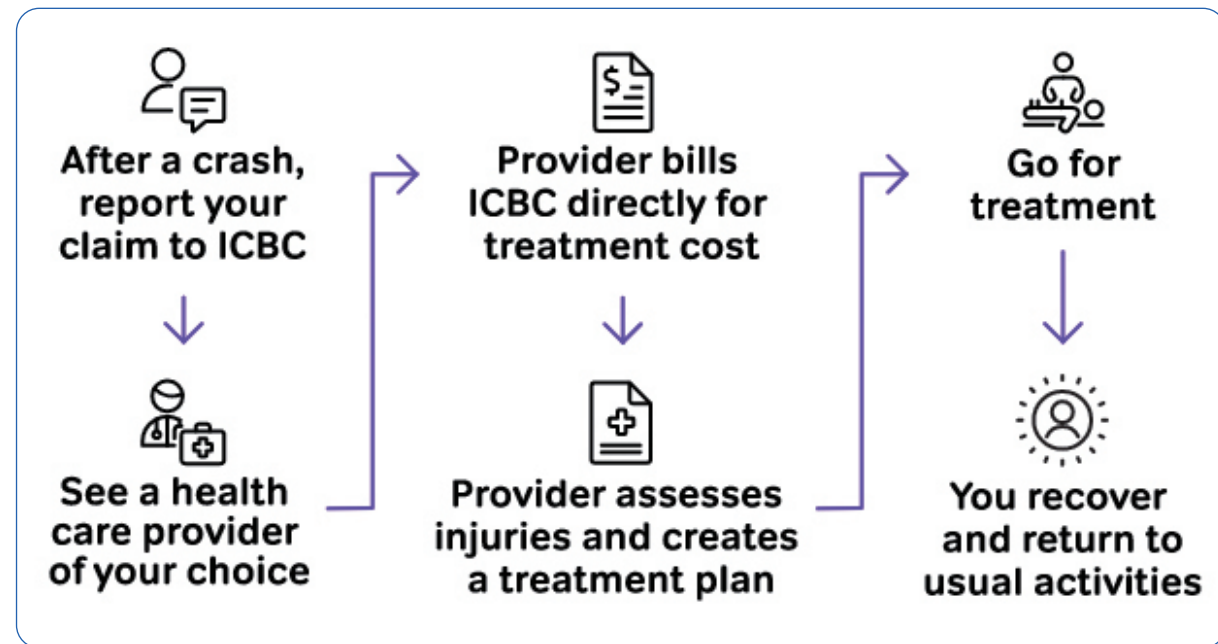 After a crash,
report your
claim to ICBC
See a health
care provider
of your choice
$
Provider bills
ICBC directly for
treatment cost
Provider assesses
injuries and creates
a treatment plan
Go for
treatment
You recover
and return to
usual activities